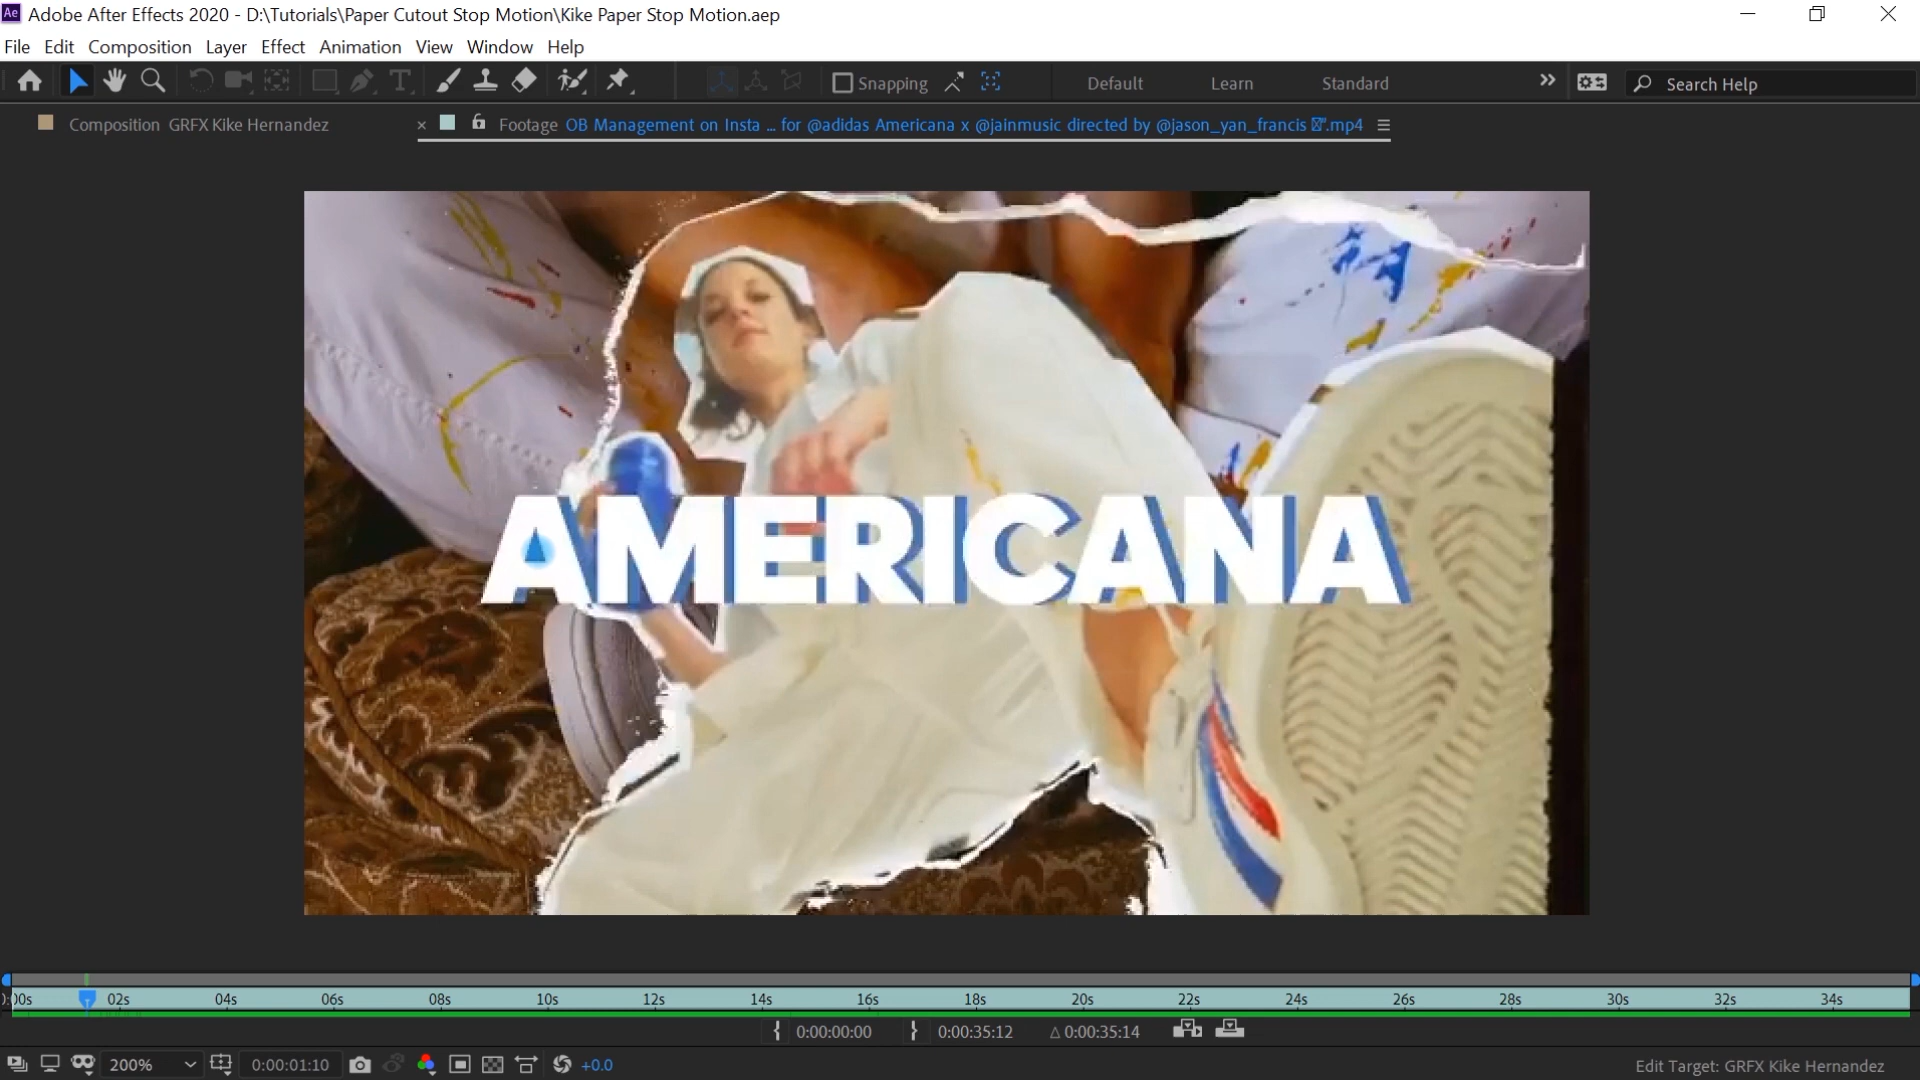 Ae Adobe After Effects 2020 - D:\Tutorials\Paper Cutout Stop Motion\Kike Paper Stop Motion.aep
File Edit Composition Layer Effect Animation View Window Help
Snapping Default Learn Standard Search Help
Composition GRFX Kike Hernandez
Footage OB Management on Insta ... for @adidas Americana x @jainmusic directed by @jason_yan_francis .mp4
AMERICANA
0:00s 02s 04s 06s 08s 10s 12s 14s 16s 18s 20s 22s 24s 26s 28s 30s 32s 34s
0:00:00:00 0:00:35:12 Δ 0:00:35:14
200% 0:00:01:10 +0.0 Edit Target: GRFX Kike Hernandez